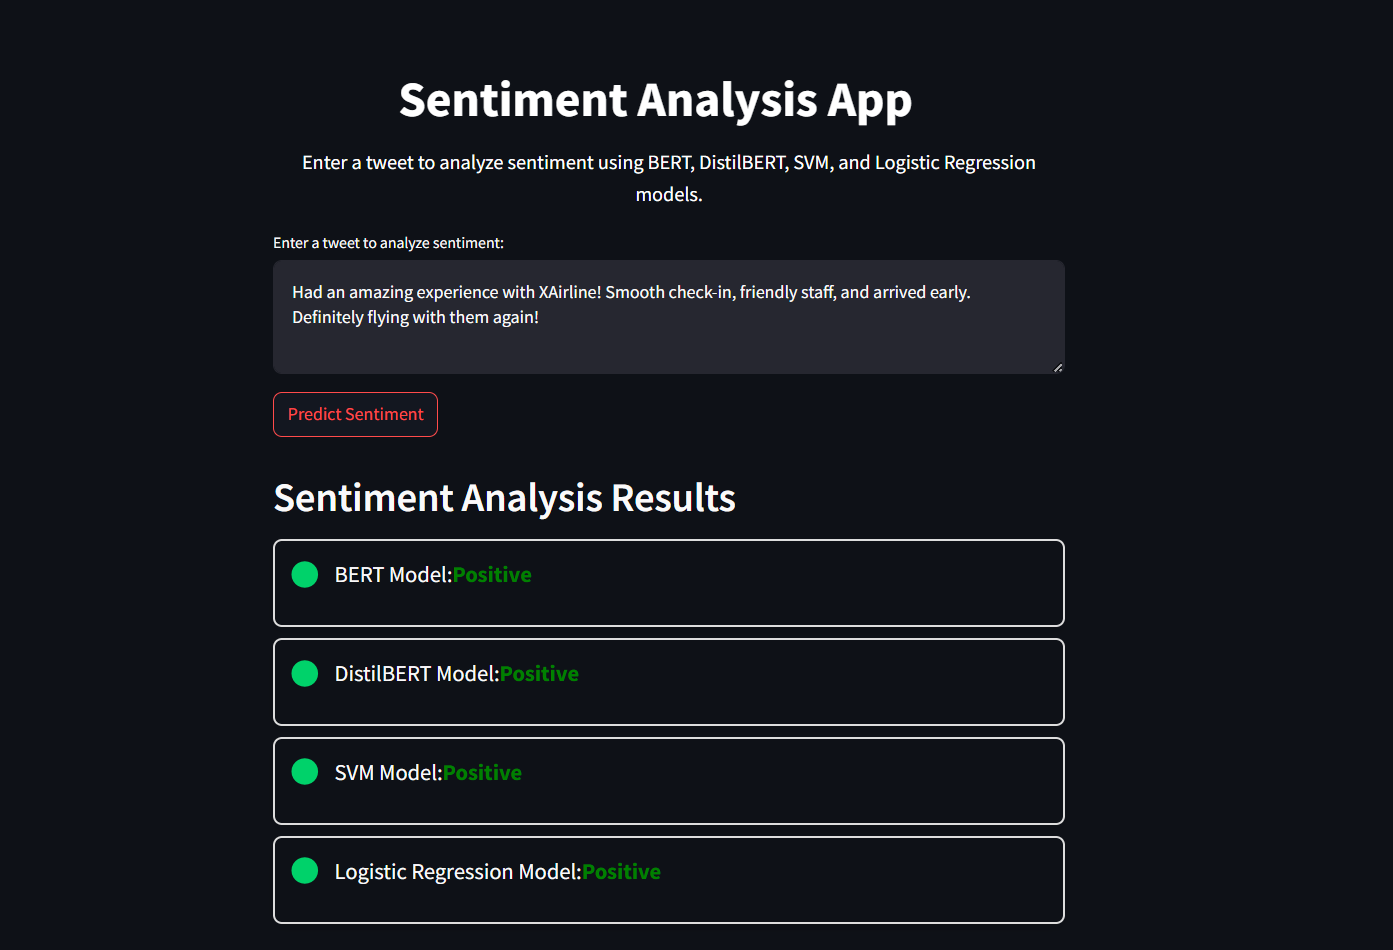 Sentiment Analysis App
Enter a tweet to analyze sentiment using BERT, DistilBERT, SVM, and Logistic Regression
models.
Enter a tweet to analyze sentiment:
Had an amazing experience with XAirline! Smooth check-in, friendly staff, and arrived early.
Definitely flying with them again!
Predict Sentiment
Sentiment Analysis Results
BERT Model:Positive
DistilBERT Model:Positive
SVM Model:Positive
Logistic Regression Model:Positive